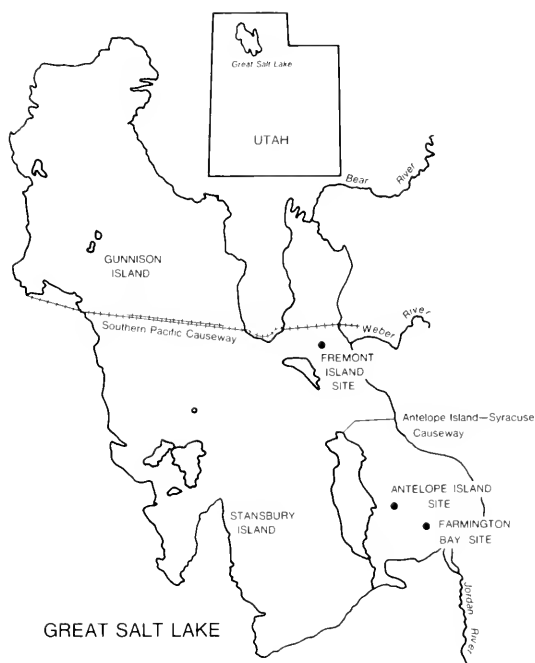 Great Salt Lake
UTAH
Bear River
GUNNISON
ISLAND
Southern Pacific Causeway
Weber River
FREMONT
ISLAND
SITE
Antelope Island—Syracuse
Causeway
ANTELOPE ISLAND
SITE
STANSBURY
ISLAND
FARMINGTON
BAY SITE
Jordan River
GREAT SALT LAKE